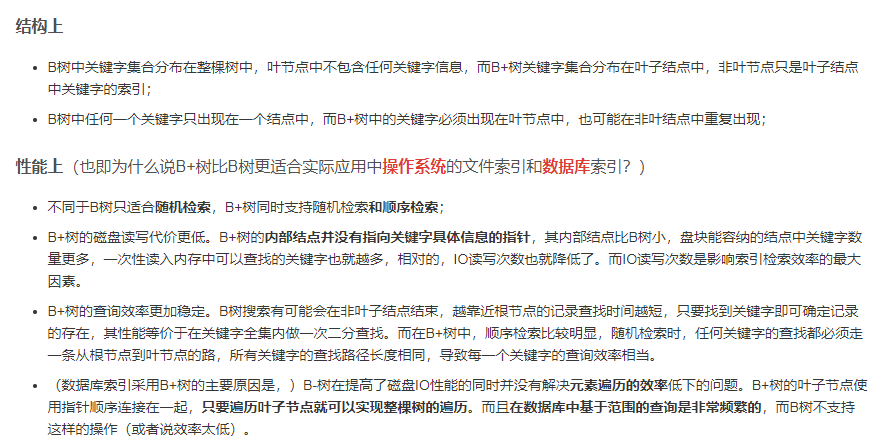 结构上
B树中关键字集合分布在整棵树中，叶节点中不包含任何关键字信息，而B+树关键字集合分布在叶子结点中，非叶节点只是叶子结点
中关键字的索引；
B树中任何一个关键字只出现在一个结点中，而B+树中的关键字必须出现在叶节点中，也可能在非叶结点中重复出现；
性能上（也即为什么说B+树比B树更适合实际应用中操作系统的文件索引和数据库索引？）
不同于B树只适合随机检索，B+树同时支持随机检索和顺序检索；
B+树的磁盘读写代价更低。B+树的内部结点并没有指向关键字具体信息的指针，其内部结点比B树小，盘块能容纳的结点中关键字数
量更多，一次性读入内存中可以查找的关键字也就越多，相对的，IO读写次数也就降低了。而IO读写次数是影响索引检索效率的最大
因素。
B+树的查询效率更加稳定。B树搜索有可能会在非叶子结点结束，越靠近根节点的记录查找时间越短，只要找到关键字即可确定记录
的存在，其性能等价于在关键字全集内做一次二分查找。而在B+树中，顺序检索比较明显，随机检索时，任何关键字的查找都必须走
一条从根节点到叶节点的路，所有关键字的查找路径长度相同，导致每一个关键字的查询效率相当。
（数据库索引采用B+树的主要原因是，）B-树在提高了磁盘IO性能的同时并没有解决元素遍历的效率低下的问题。B+树的叶子节点使
用指针顺序连接在一起，只要遍历叶子节点就可以实现整棵树的遍历。而且在数据库中基于范围的查询是非常频繁的，而B树不支持
这样的操作（或者说效率太低）。